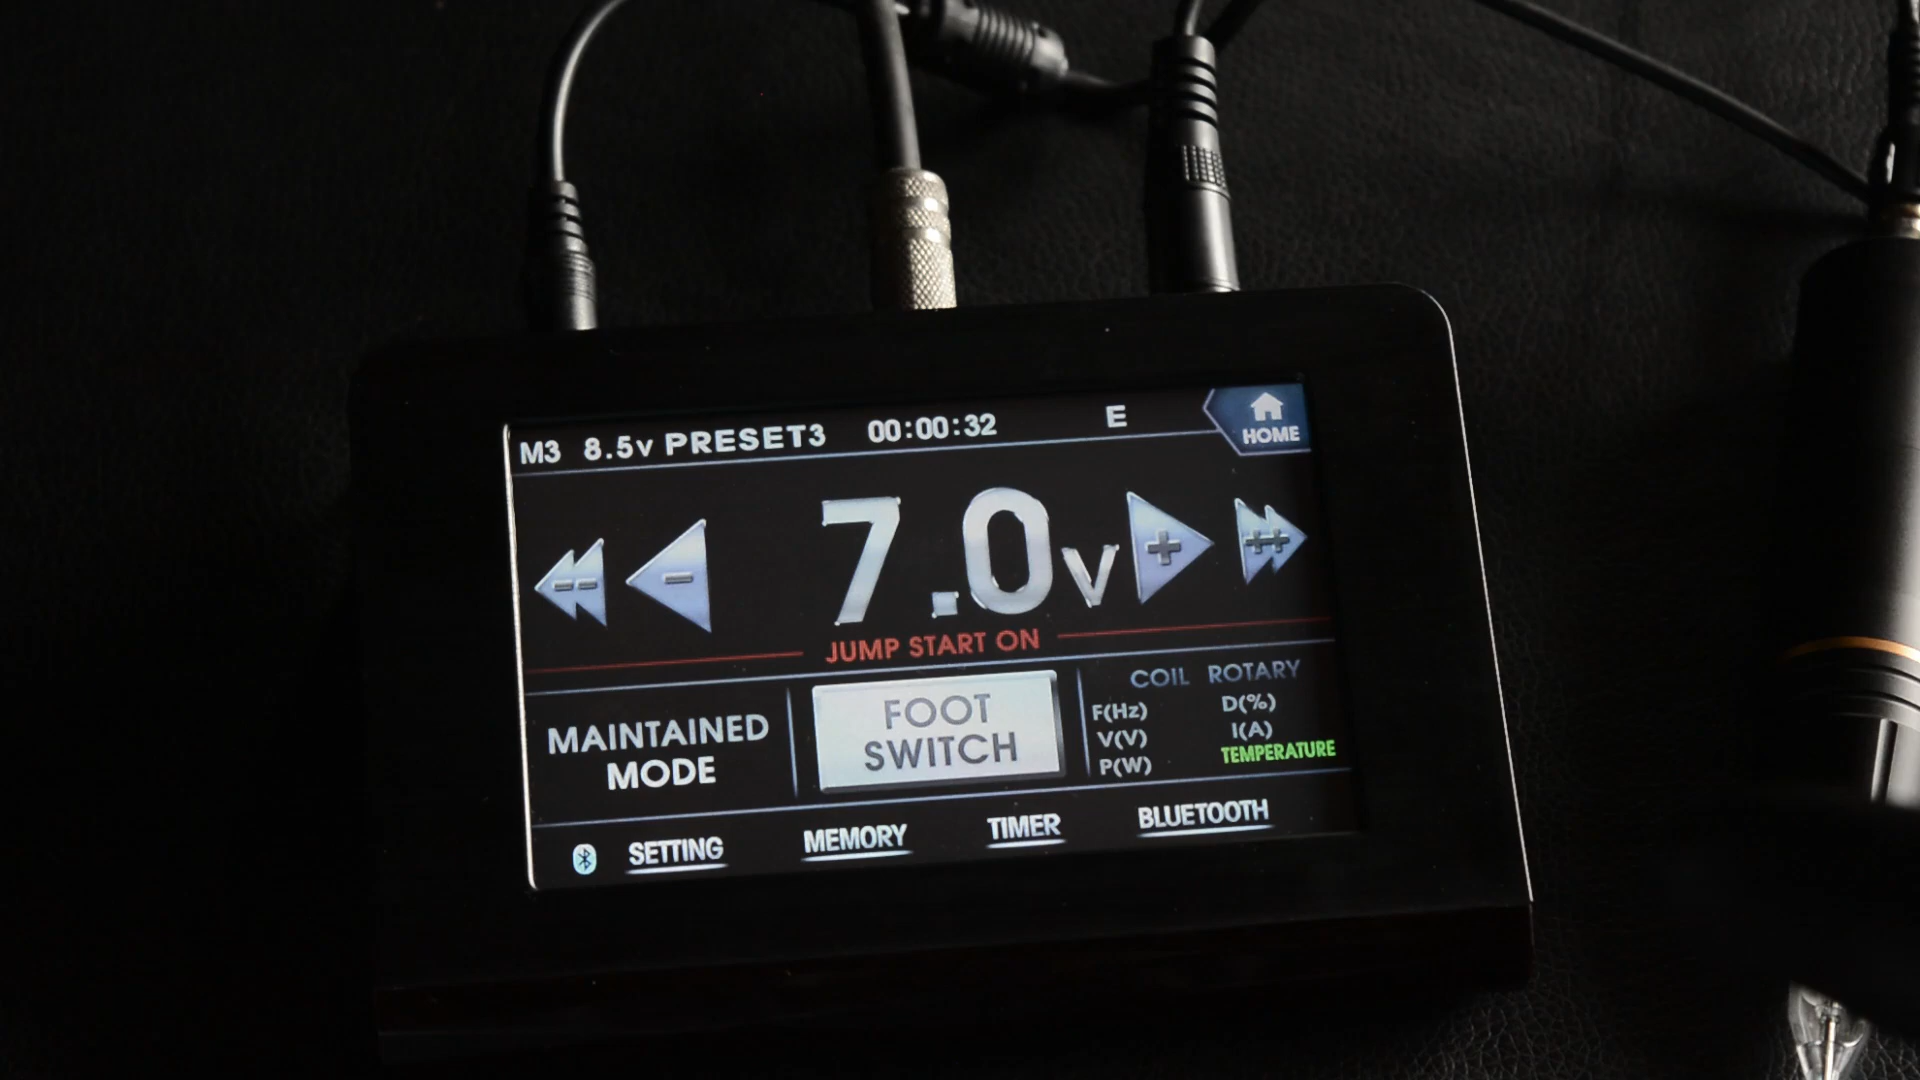 M3 8.5v PRESET3 00:00:32 E
HOME
-- - 7.0v + ++
JUMP START ON
MAINTAINED
MODE
FOOT
SWITCH
COIL ROTARY
F(Hz) D(%)
V(V) I(A)
P(W) TEMPERATURE
SETTING MEMORY TIMER BLUETOOTH